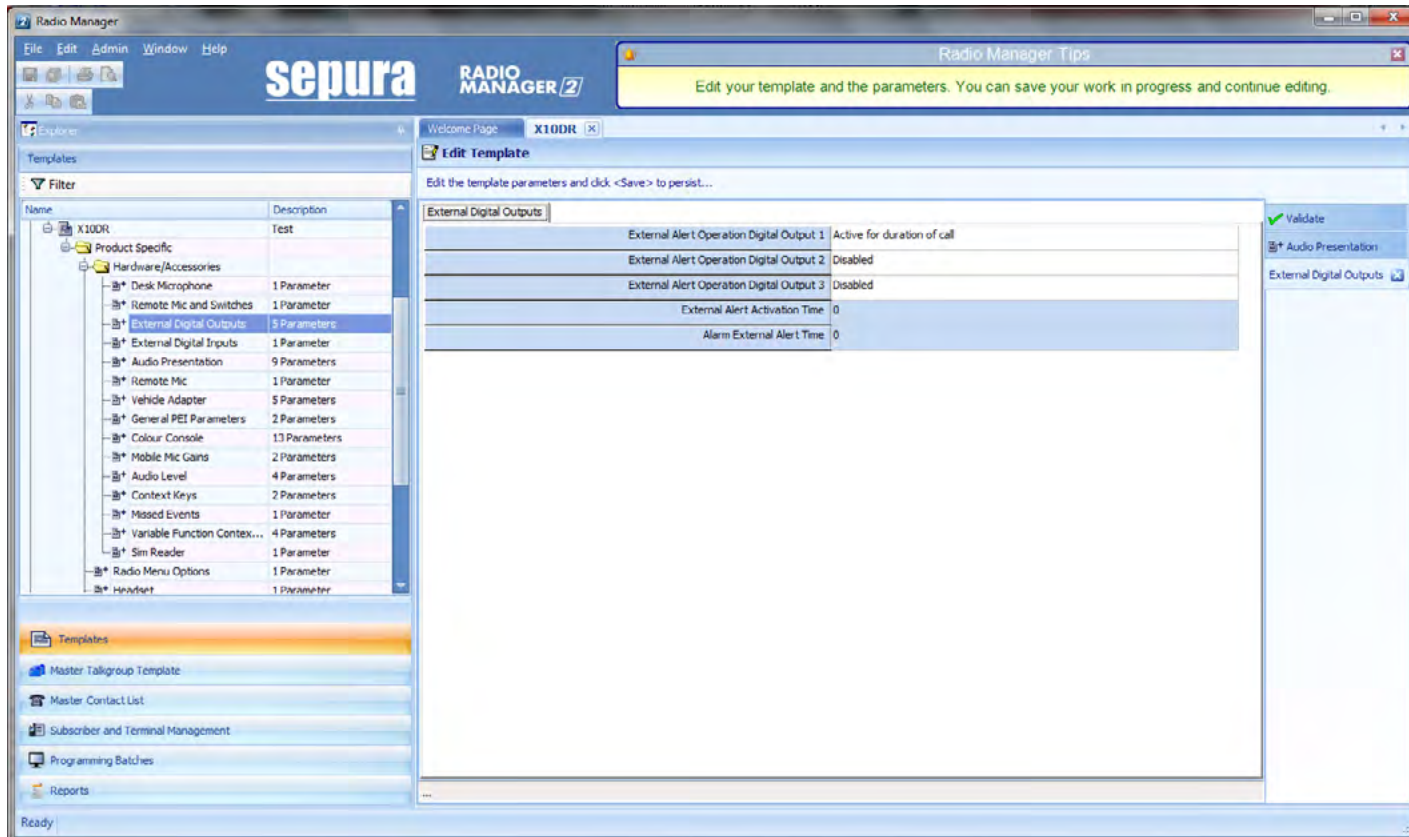 Radio Manager
File Edit Admin Window Help
sepura
RADIO MANAGER 2
Radio Manager Tips
Edit your template and the parameters. You can save your work in progress and continue editing.
Explorer
Templates
Filter
Name Description
X10DR Test
Product Specific
Hardware/Accessories
Desk Microphone 1 Parameter
Remote Mic and Switches 1 Parameter
External Digital Outputs 5 Parameters
External Digital Inputs 1 Parameter
Audio Presentation 9 Parameters
Remote Mic 1 Parameter
Vehicle Adapter 5 Parameters
General PEI Parameters 2 Parameters
Colour Console 13 Parameters
Mobile Mic Gains 2 Parameters
Audio Level 4 Parameters
Context Keys 2 Parameters
Missed Events 1 Parameter
Variable Function Contex... 4 Parameters
Sim Reader 1 Parameter
Radio Menu Options 1 Parameter
Headset 1 Parameter
Templates
Master Talkgroup Template
Master Contact List
Subscriber and Terminal Management
Programming Batches
Reports
Ready
Welcome Page X10DR
Edit Template
Edit the template parameters and click <Save> to persist...
External Digital Outputs
External Alert Operation Digital Output 1 Active for duration of call
External Alert Operation Digital Output 2 Disabled
External Alert Operation Digital Output 3 Disabled
External Alert Activation Time 0
Alarm External Alert Time 0
...
Validate
Audio Presentation
External Digital Outputs